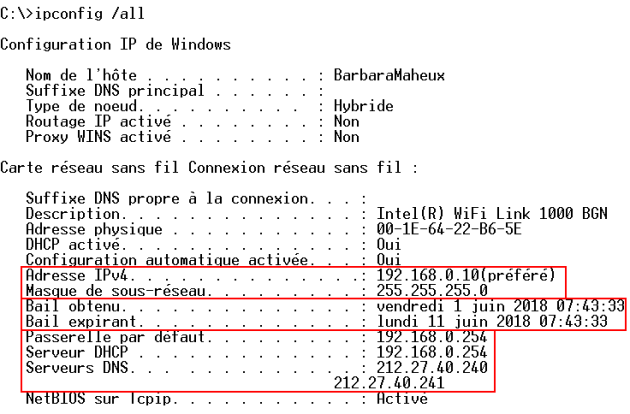 C:\>ipconfig /all
Configuration IP de Windows
Nom de l'hôte . . . . . . . . . . : BarbaraMaheux
Suffixe DNS principal . . . . . . :
Type de noeud. . . . . . . . . . : Hybride
Routage IP activé . . . . . . . . : Non
Proxy WINS activé . . . . . . . . : Non
Carte réseau sans fil Connexion réseau sans fil :
Suffixe DNS propre à la connexion. . . :
Description. . . . . . . . . . . . . . : Intel(R) WiFi Link 1000 BGN
Adresse physique . . . . . . . . . . . : 00-1E-64-22-B6-5E
DHCP activé. . . . . . . . . . . . . . : Oui
Configuration automatique activée. . . : Oui
Adresse IPv4. . . . . . . . . . . . . .: 192.168.0.10(préféré)
Masque de sous-réseau. . . . . . . . . : 255.255.255.0
Bail obtenu. . . . . . . . . . . . . . : vendredi 1 juin 2018 07:43:33
Bail expirant. . . . . . . . . . . . . : lundi 11 juin 2018 07:43:33
Passerelle par défaut. . . . . . . . . : 192.168.0.254
Serveur DHCP . . . . . . . . . . . . . : 192.168.0.254
Serveurs DNS. . . . . . . . . . . . . : 212.27.40.240
212.27.40.241
NetBIOS sur Tcpip. . . . . . . . . . . : Activé